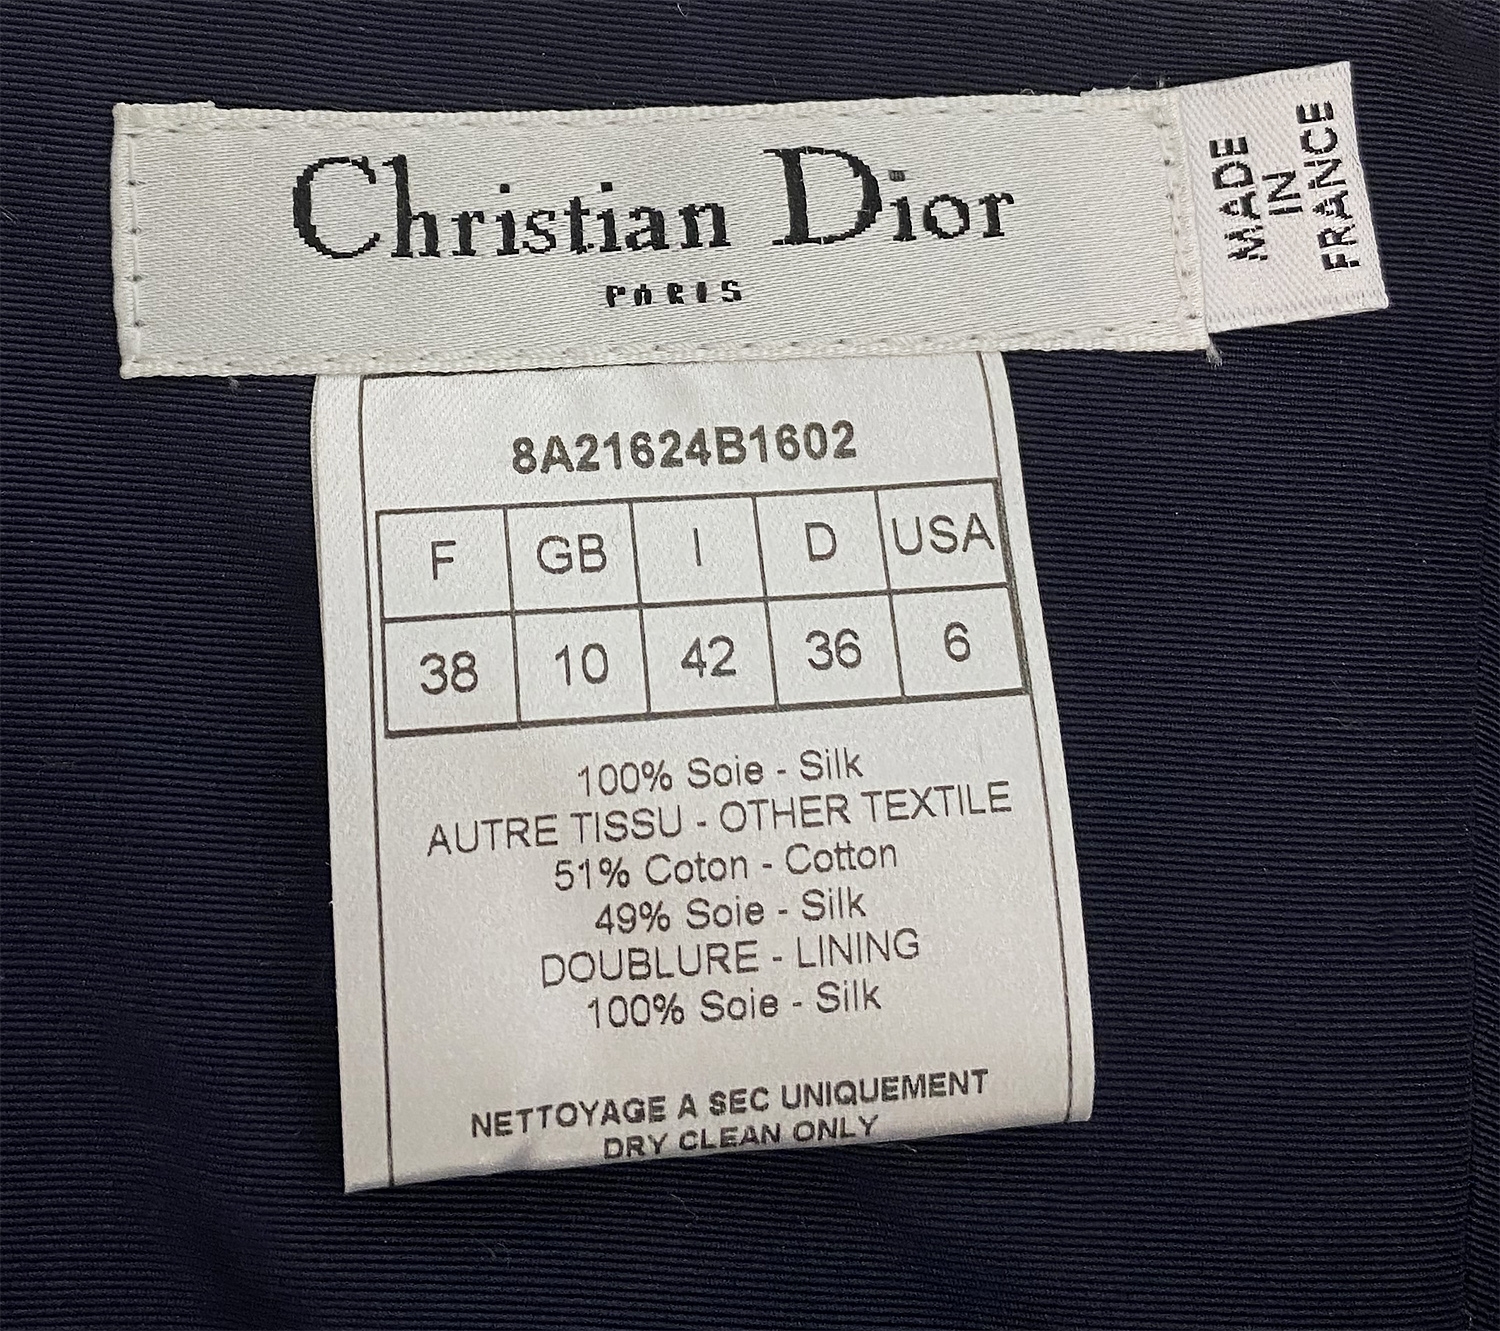 Christian Dior
PARIS
MADE
IN
FRANCE
8A21624B1602
F GB I D USA
38 10 42 36 6
100% Soie - Silk
AUTRE TISSU - OTHER TEXTILE
51% Coton - Cotton
49% Soie - Silk
DOUBLURE - LINING
100% Soie - Silk
NETTOYAGE A SEC UNIQUEMENT
DRY CLEAN ONLY